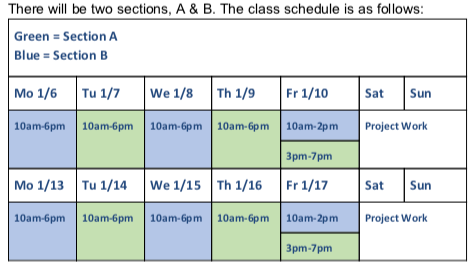 There will be two sections, A & B. The class schedule is as follows:
Green = Section A
Blue = Section B
Mo 1/6 Tu 1/7 We 1/8 Th 1/9 Fr 1/10 Sat Sun
10am-6pm 10am-6pm 10am-6pm 10am-6pm 10am-2pm Project Work
3pm-7pm
Mo 1/13 Tu 1/14 We 1/15 Th 1/16 Fr 1/17 Sat Sun
10am-6pm 10am-6pm 10am-6pm 10am-6pm 10am-2pm Project Work
3pm-7pm